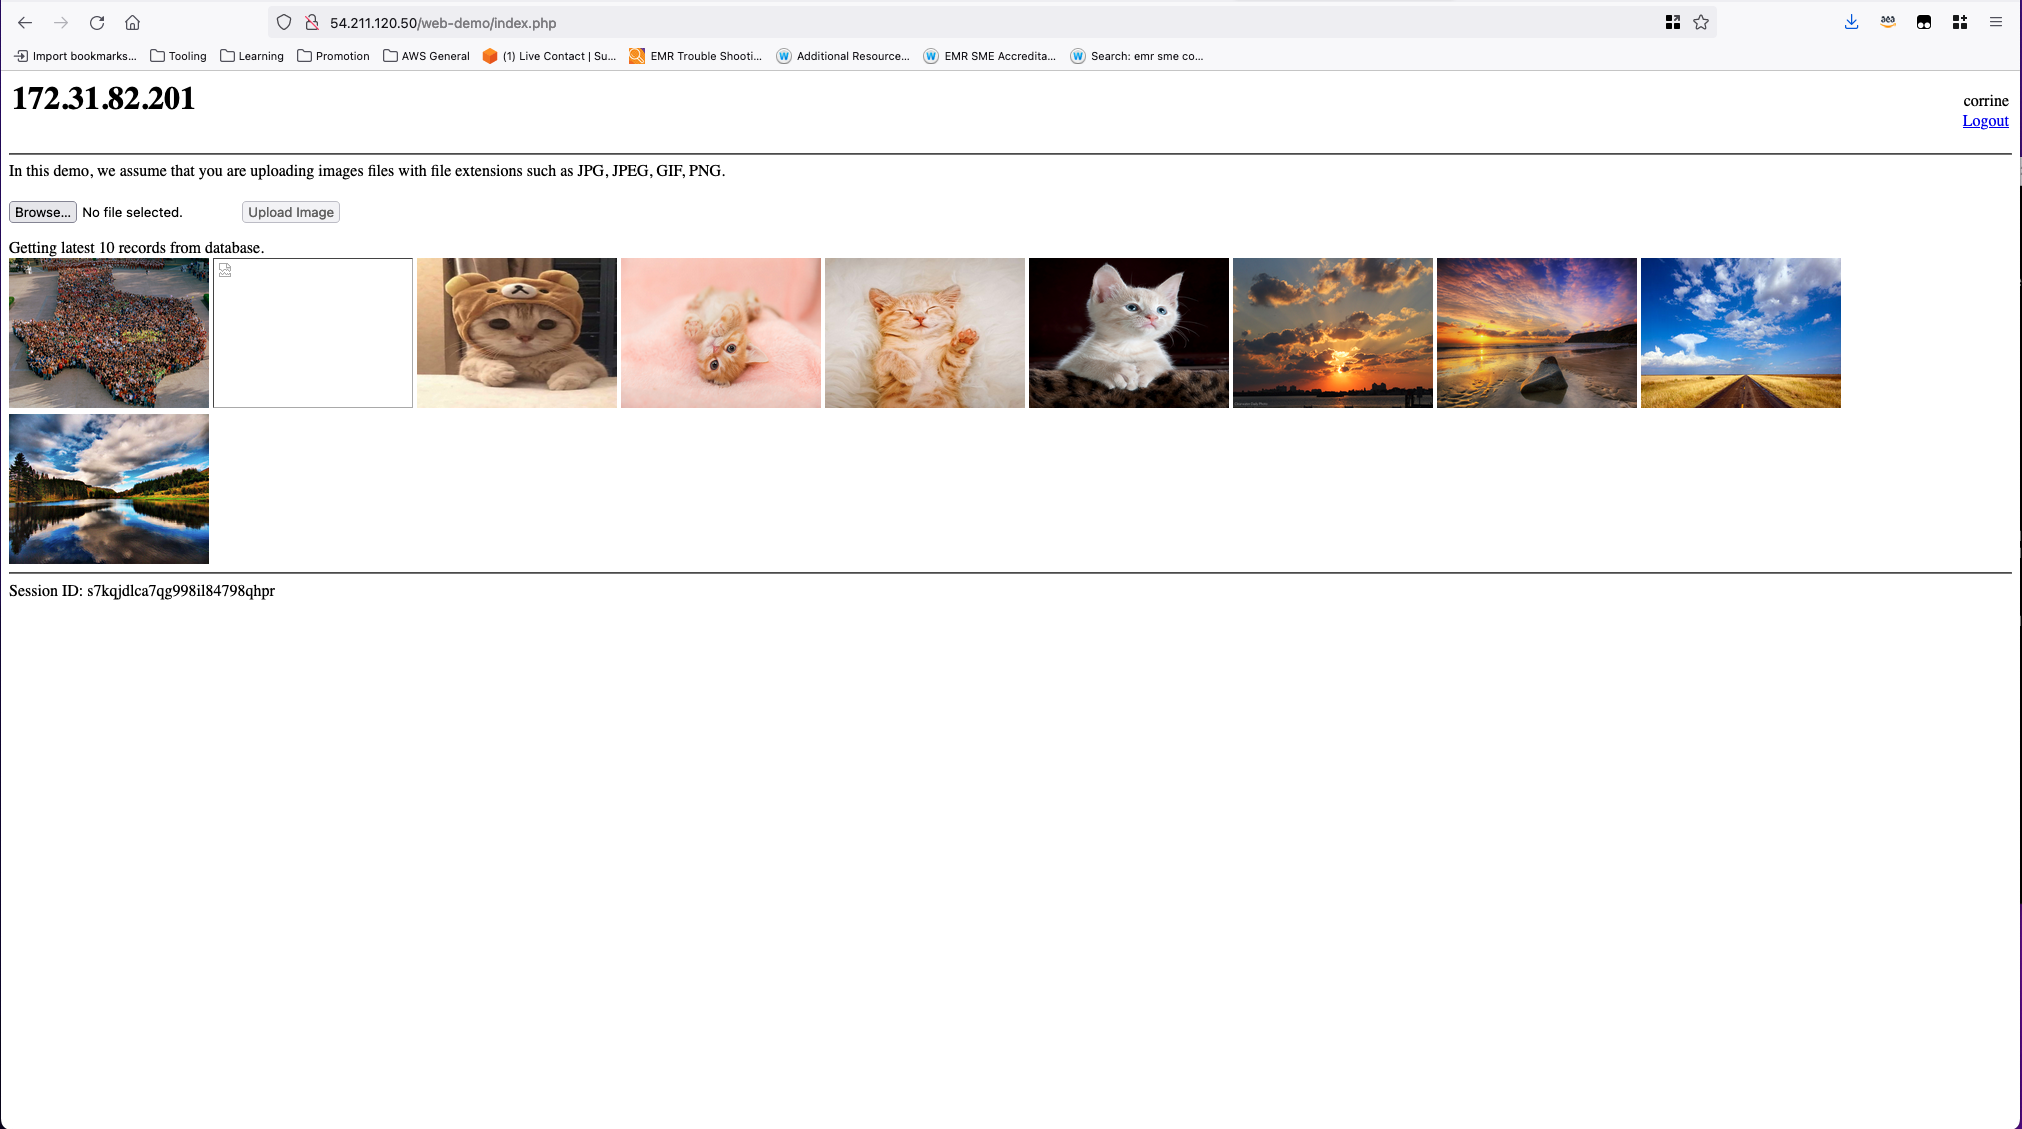 54.211.120.50/web-demo/index.php
Import bookmarks... Tooling Learning Promotion AWS General (1) Live Contact | Su... EMR Trouble Shooti... Additional Resource... EMR SME Accredita... Search: emr sme co...
172.31.82.201
corrine
Logout
In this demo, we assume that you are uploading images files with file extensions such as JPG, JPEG, GIF, PNG.
Browse... No file selected. Upload Image
Getting latest 10 records from database.
Session ID: s7kqjdlca7qg998il84798qhpr